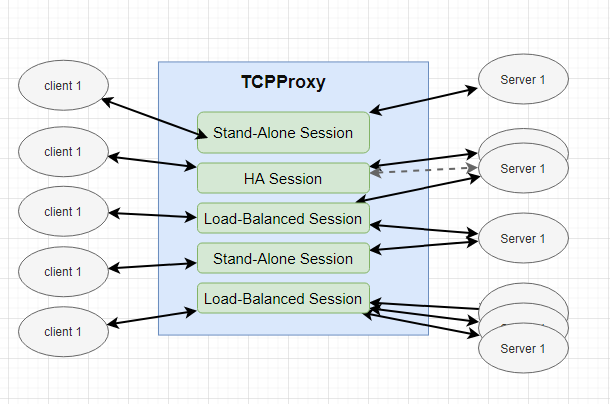 TCPProxy
client 1
Server 1
Stand-Alone Session
client 1
Server 1
HA Session
client 1
Load-Balanced Session
Server 1
client 1
Stand-Alone Session
client 1
Load-Balanced Session
Server 1